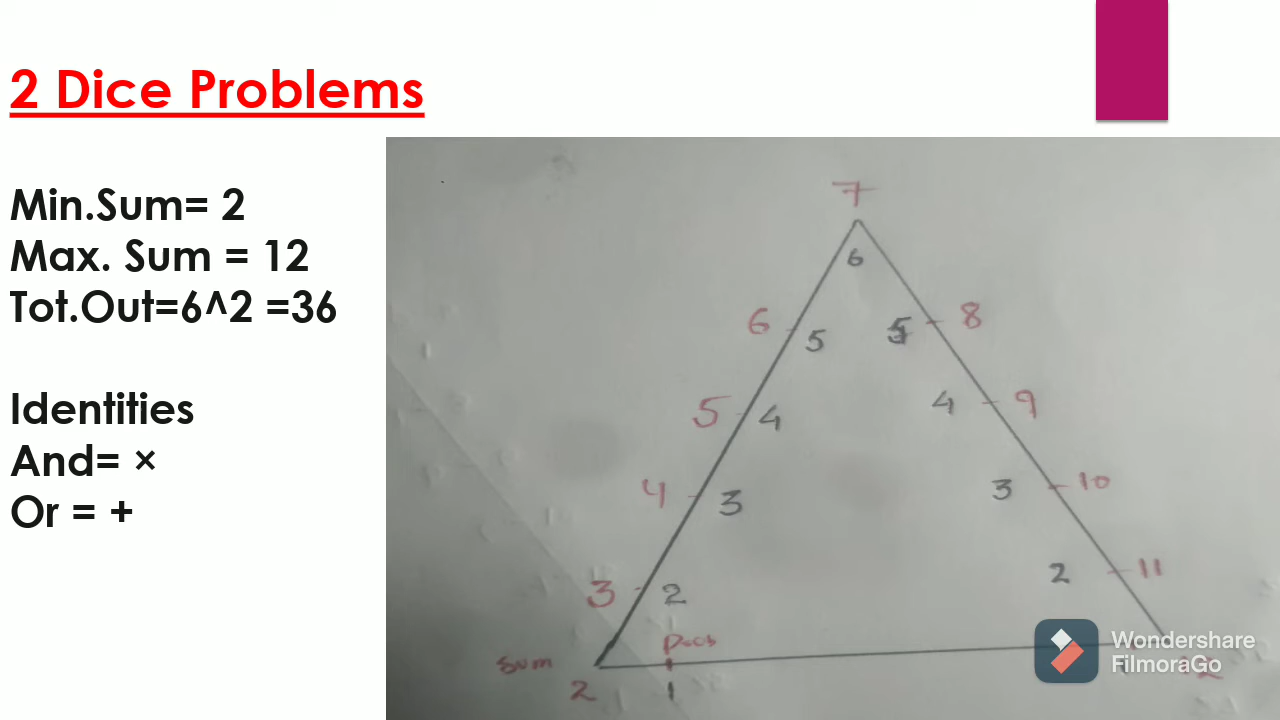 2 Dice Problems
Min.Sum= 2
Max. Sum = 12
Tot.Out=6^2 =36
Identities
And= ×
Or = +
7
6
6 5 5 8
5 4 4 9
4 3 3 10
3 2 2 11
Sum
2 1 12
Wondershare
FilmoraGo